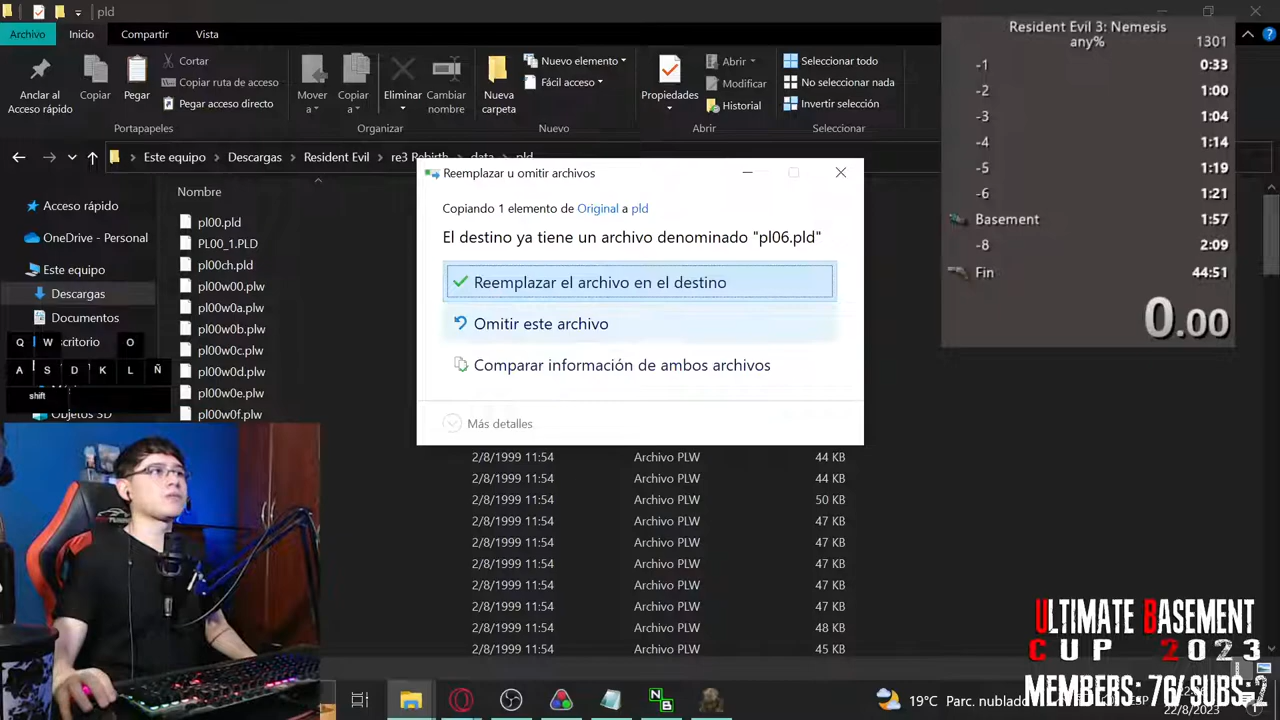 pld
Archivo
Inicio
Compartir
Vista
Anclar al
Acceso rápido
Copiar
Pegar
Cortar
Copiar ruta de acceso
Pegar acceso directo
Portapapeles
Mover
a
Copiar
a
Eliminar
Cambiar
nombre
Organizar
Nueva
carpeta
Nuevo elemento
Fácil acceso
Nuevo
Propiedades
Abrir
Modificar
Historial
Abrir
Seleccionar todo
No seleccionar nada
Invertir selección
Seleccionar
Resident Evil 3: Nemesis
any%
1301
-1 0:33
-2 1:00
-3 1:04
-4 1:14
-5 1:19
-6 1:21
Basement 1:57
-8 2:09
Fin 44:51
0.00
Este equipo
Descargas
Resident Evil
re3 Rebirth
data
pld
Acceso rápido
OneDrive - Personal
Este equipo
Descargas
Documentos
scritorio
Objetos 3D
Q W O
A S D K L Ñ
shift
Nombre
pl00.pld
PL00_1.PLD
pl00ch.pld
pl00w00.plw
pl00w0a.plw
pl00w0b.plw
pl00w0c.plw
pl00w0d.plw
pl00w0e.plw
pl00w0f.plw
Reemplazar u omitir archivos
Copiando 1 elemento de Original a pld
El destino ya tiene un archivo denominado "pl06.pld"
Reemplazar el archivo en el destino
Omitir este archivo
Comparar información de ambos archivos
Más detalles
2/8/1999 11:54 Archivo PLW 44 KB
2/8/1999 11:54 Archivo PLW 44 KB
2/8/1999 11:54 Archivo PLW 50 KB
2/8/1999 11:54 Archivo PLW 47 KB
2/8/1999 11:54 Archivo PLW 47 KB
2/8/1999 11:54 Archivo PLW 47 KB
2/8/1999 11:54 Archivo PLW 47 KB
2/8/1999 11:54 Archivo PLW 47 KB
2/8/1999 11:54 Archivo PLW 48 KB
2/8/1999 11:54 Archivo PLW 45 KB
ULTIMATE BASEMENT
CUP 2023
MEMBERS: 76/SUBS:2
19°C Parc. nublado
ESP
22/8/2023